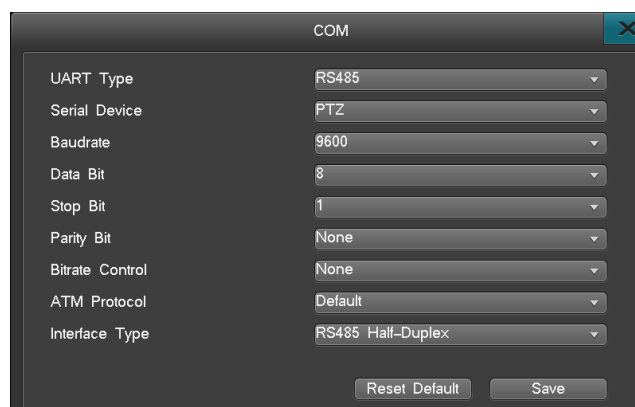 COM
UART Type RS485
Serial Device PTZ
Baudrate 9600
Data Bit 8
Stop Bit 1
Parity Bit None
Bitrate Control None
ATM Protocol Default
Interface Type RS485 Half-Duplex
Reset Default Save